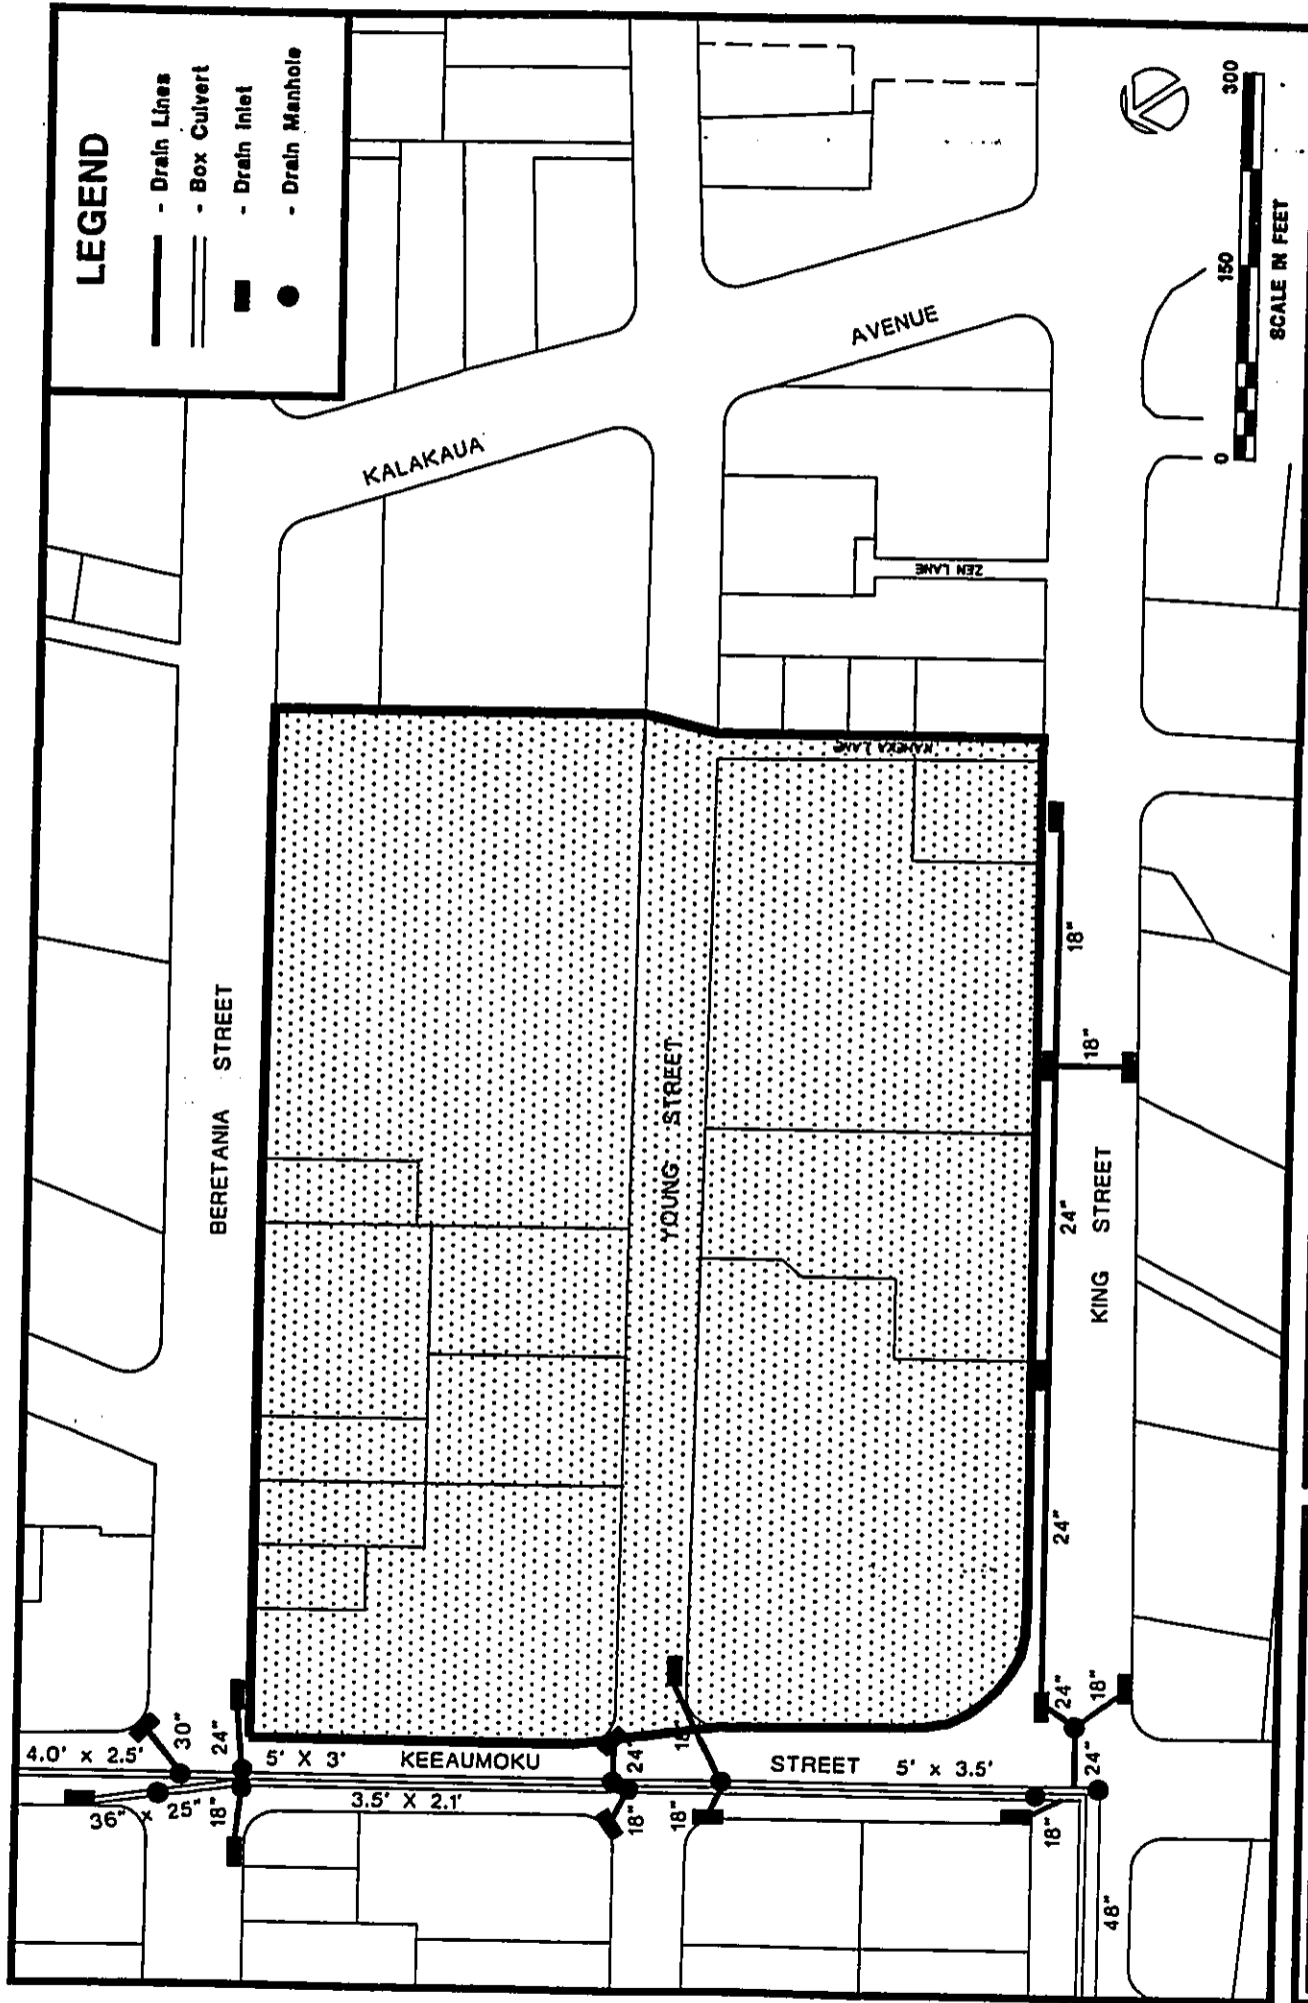 LEGEND
- Drain Lines
- Box Culvert
- Drain Inlet
- Drain Manhole
KALAKAUA
AVENUE
BERETANIA STREET
YOUNG STREET
KING STREET
ZEN LANE
KAHEKA LANE
KEEAUMOKU
STREET
4.0' x 2.5'
30"
24"
5' X 3'
36" x 25"
18"
3.5' X 2.1'
24"
18"
18"
18"
5' x 3.5'
24"
18"
24"
18"
48"
24"
24"
18"
18"
0
150
300
SCALE IN FEET